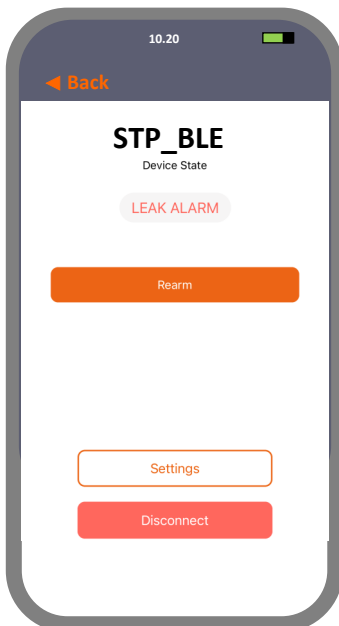 10.20
◀ Back
STP_BLE
Device State
LEAK ALARM
Rearm
Settings
Disconnect